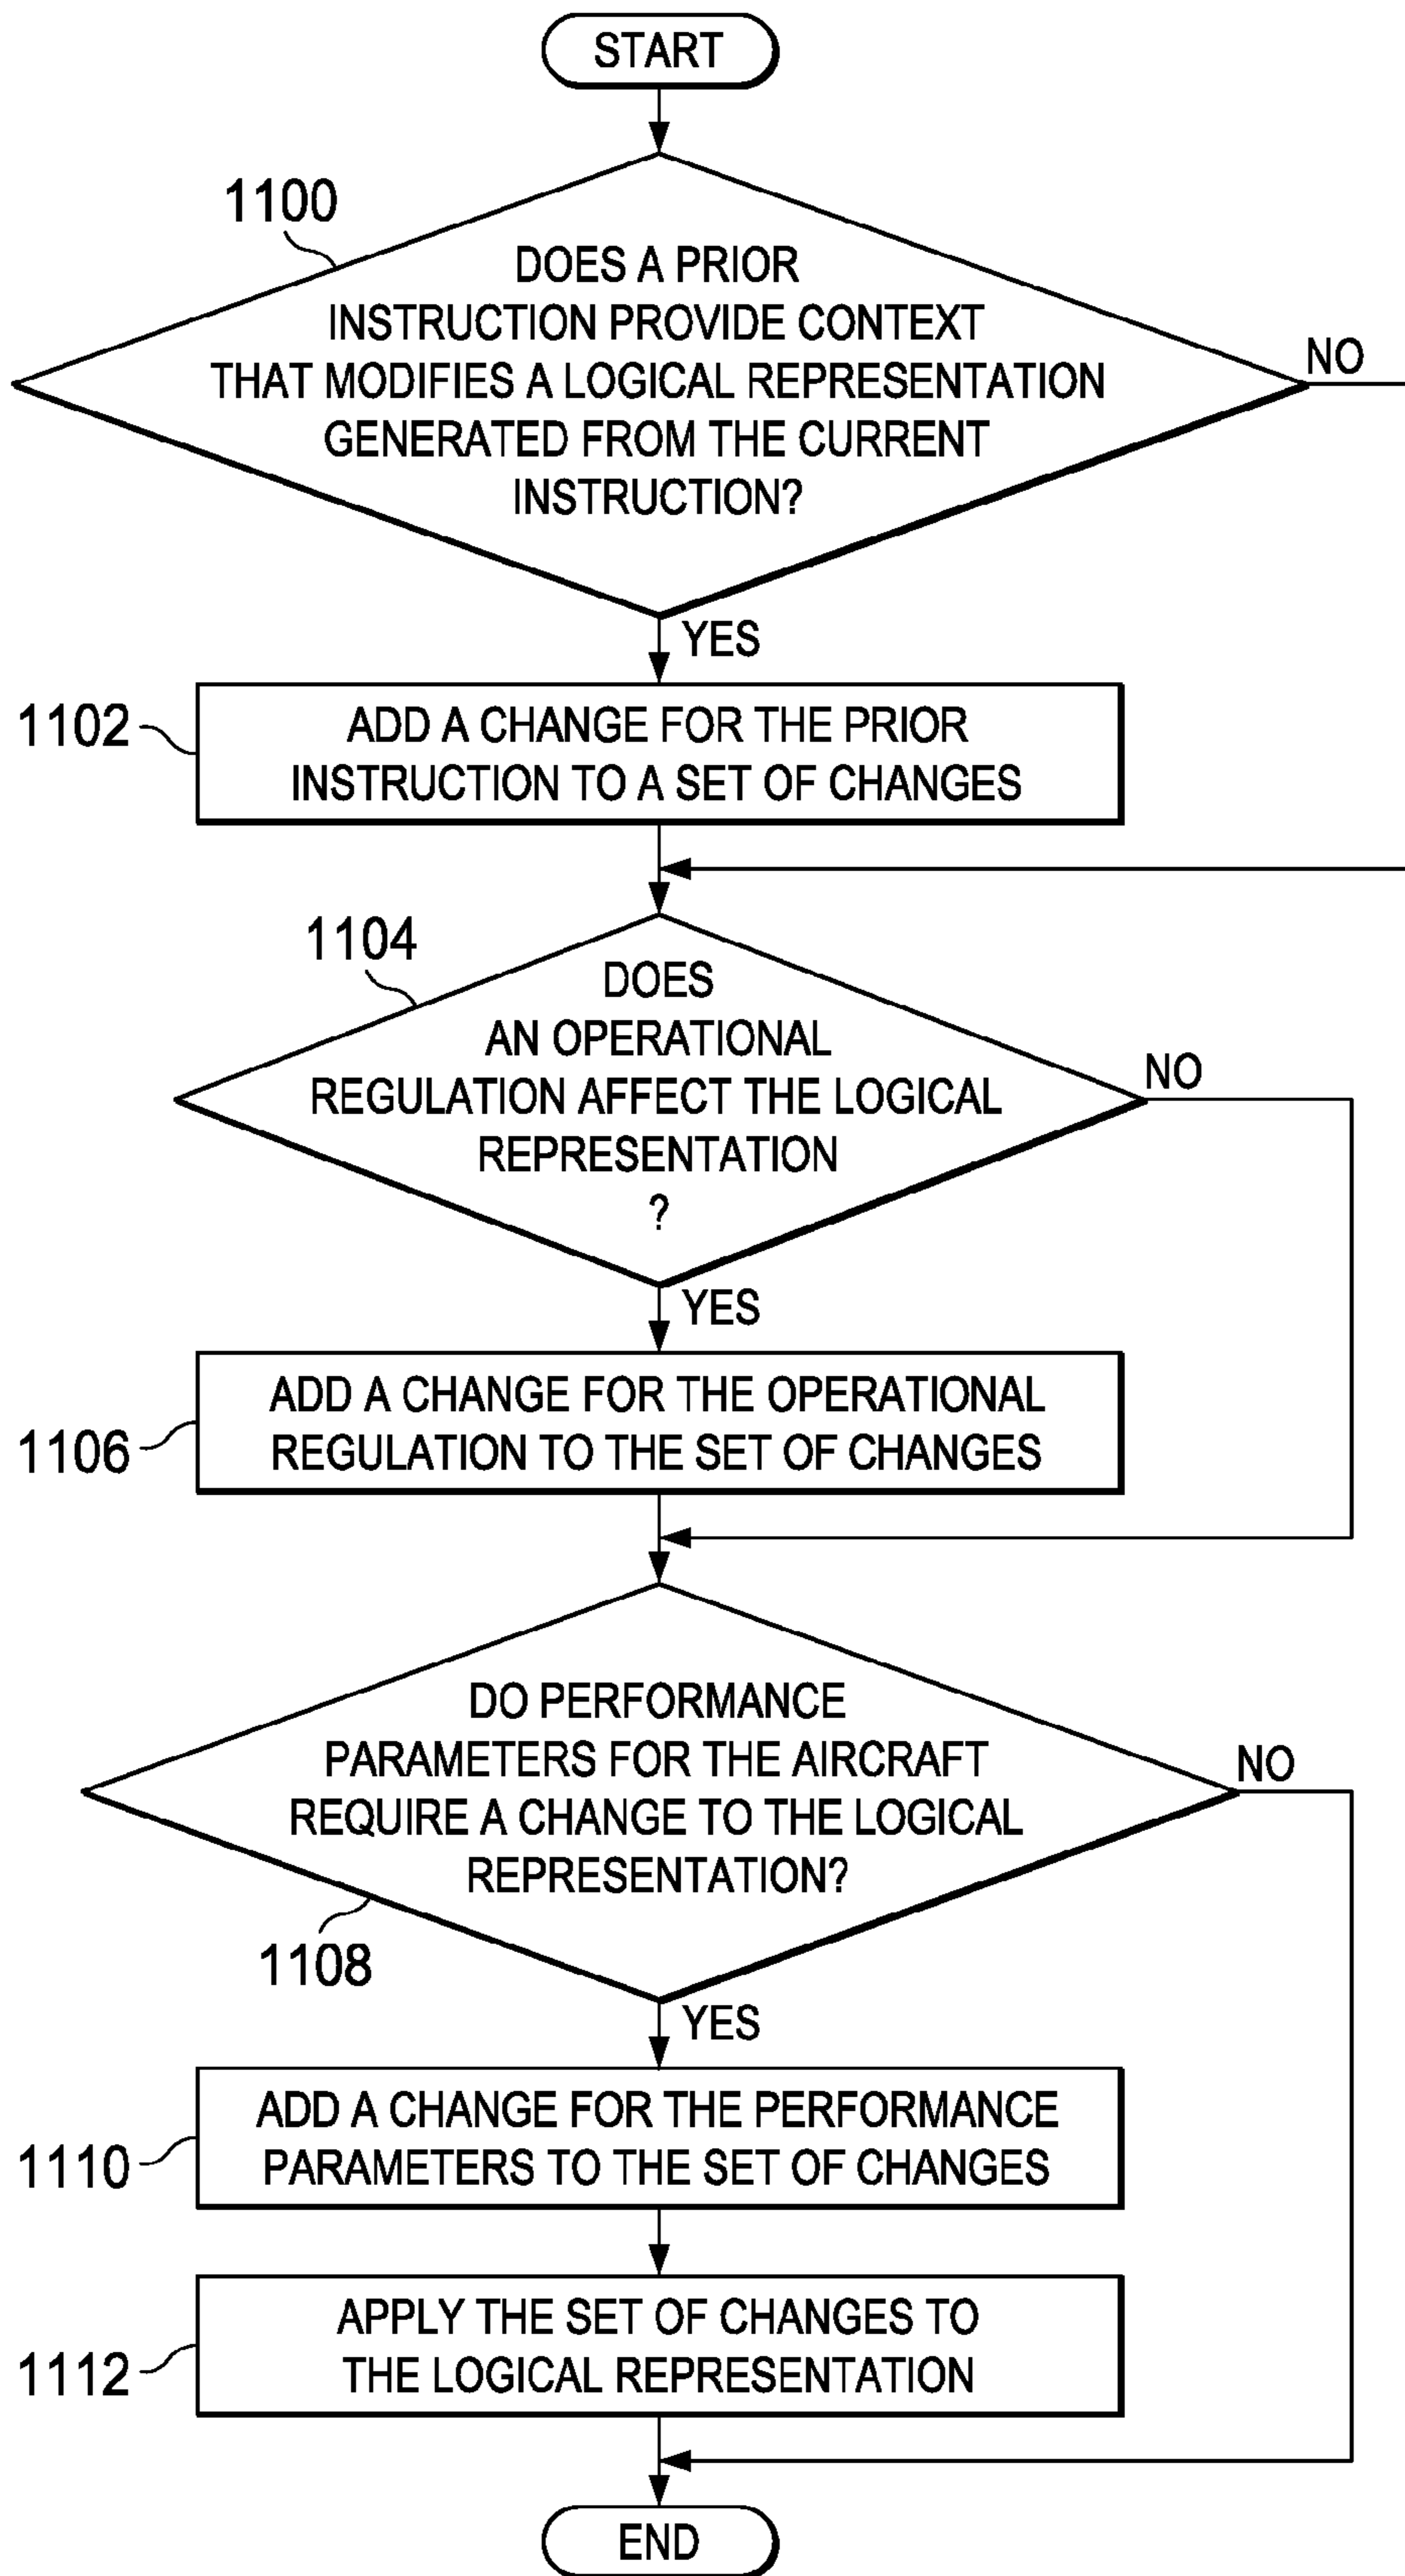 START
1100
DOES A PRIOR
INSTRUCTION PROVIDE CONTEXT
THAT MODIFIES A LOGICAL REPRESENTATION
GENERATED FROM THE CURRENT
INSTRUCTION?
NO
YES
1102
ADD A CHANGE FOR THE PRIOR
INSTRUCTION TO A SET OF CHANGES
1104
DOES
AN OPERATIONAL
REGULATION AFFECT THE LOGICAL
REPRESENTATION
?
NO
YES
1106
ADD A CHANGE FOR THE OPERATIONAL
REGULATION TO THE SET OF CHANGES
DO PERFORMANCE
PARAMETERS FOR THE AIRCRAFT
REQUIRE A CHANGE TO THE LOGICAL
REPRESENTATION?
NO
1108
YES
1110
ADD A CHANGE FOR THE PERFORMANCE
PARAMETERS TO THE SET OF CHANGES
1112
APPLY THE SET OF CHANGES TO
THE LOGICAL REPRESENTATION
END